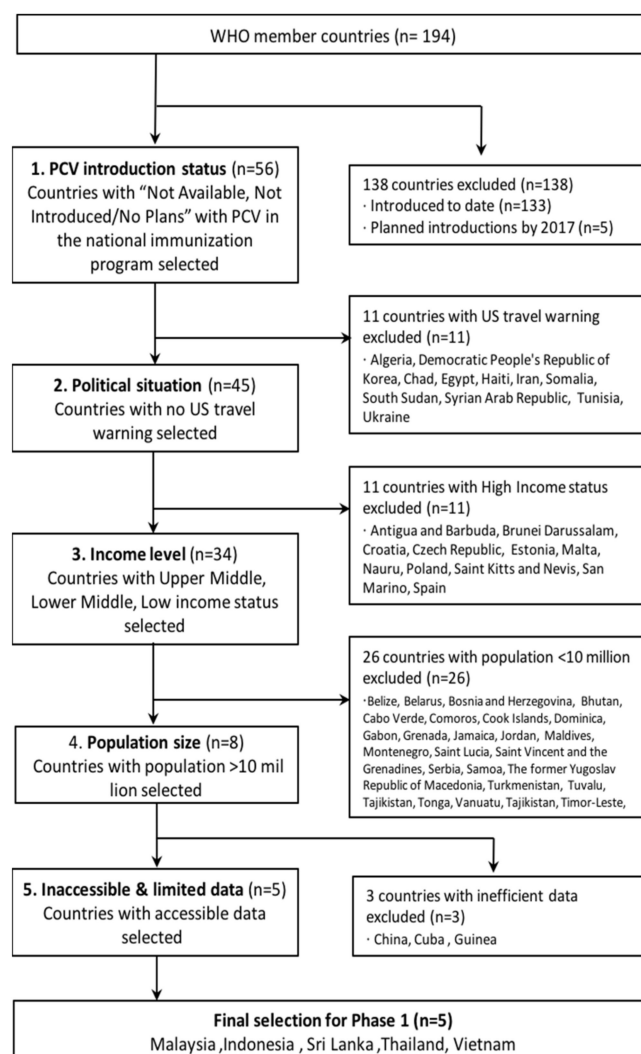 WHO member countries (n= 194)
1. PCV introduction status (n=56)
Countries with “Not Available, Not
Introduced/No Plans” with PCV in
the national immunization
program selected
138 countries excluded (n=138)
· Introduced to date (n=133)
· Planned introductions by 2017 (n=5)
11 countries with US travel warning
excluded (n=11)
· Algeria, Democratic People's Republic of
Korea, Chad, Egypt, Haiti, Iran, Somalia,
South Sudan, Syrian Arab Republic, Tunisia,
Ukraine
2. Political situation (n=45)
Countries with no US travel
warning selected
11 countries with High Income status
excluded (n=11)
· Antigua and Barbuda, Brunei Darussalam,
Croatia, Czech Republic, Estonia, Malta,
Nauru, Poland, Saint Kitts and Nevis, San
Marino, Spain
3. Income level (n=34)
Countries with Upper Middle,
Lower Middle, Low income status
selected
26 countries with population <10 million
excluded (n=26)
·Belize, Belarus, Bosnia and Herzegovina, Bhutan,
Cabo Verde, Comoros, Cook Islands, Dominica,
Gabon, Grenada, Jamaica, Jordan, Maldives,
Montenegro, Saint Lucia, Saint Vincent and the
Grenadines, Serbia, Samoa, The former Yugoslav
Republic of Macedonia, Turkmenistan, Tuvalu,
Tajikistan, Tonga, Vanuatu, Tajikistan, Timor-Leste,
4. Population size (n=8)
Countries with population >10 mil
lion selected
5. Inaccessible & limited data (n=5)
Countries with accessible data
selected
3 countries with inefficient data
excluded (n=3)
· China, Cuba , Guinea
Final selection for Phase 1 (n=5)
Malaysia ,Indonesia , Sri Lanka ,Thailand, Vietnam